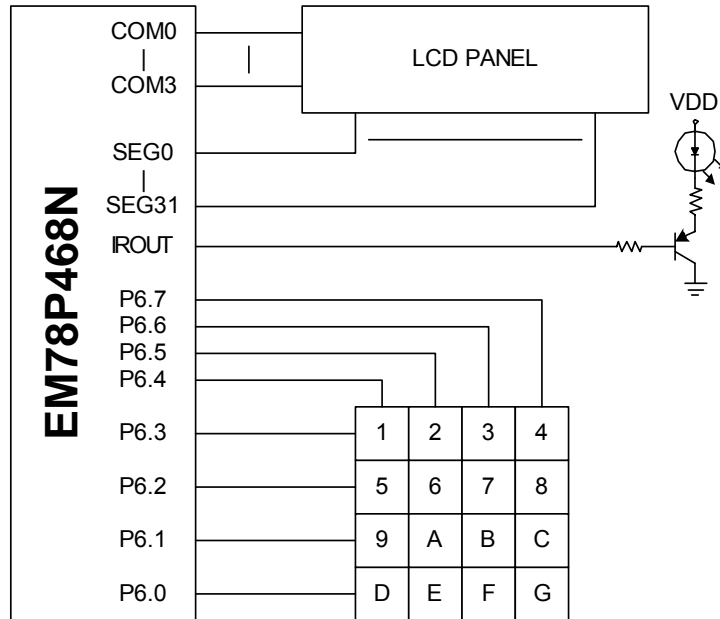 COM0
COM3
LCD PANEL
VDD
SEG0
SEG31
IROUT
EM78P468N
P6.7
P6.6
P6.5
P6.4
P6.3
1 2 3 4
P6.2
5 6 7 8
P6.1
9 A B C
P6.0
D E F G